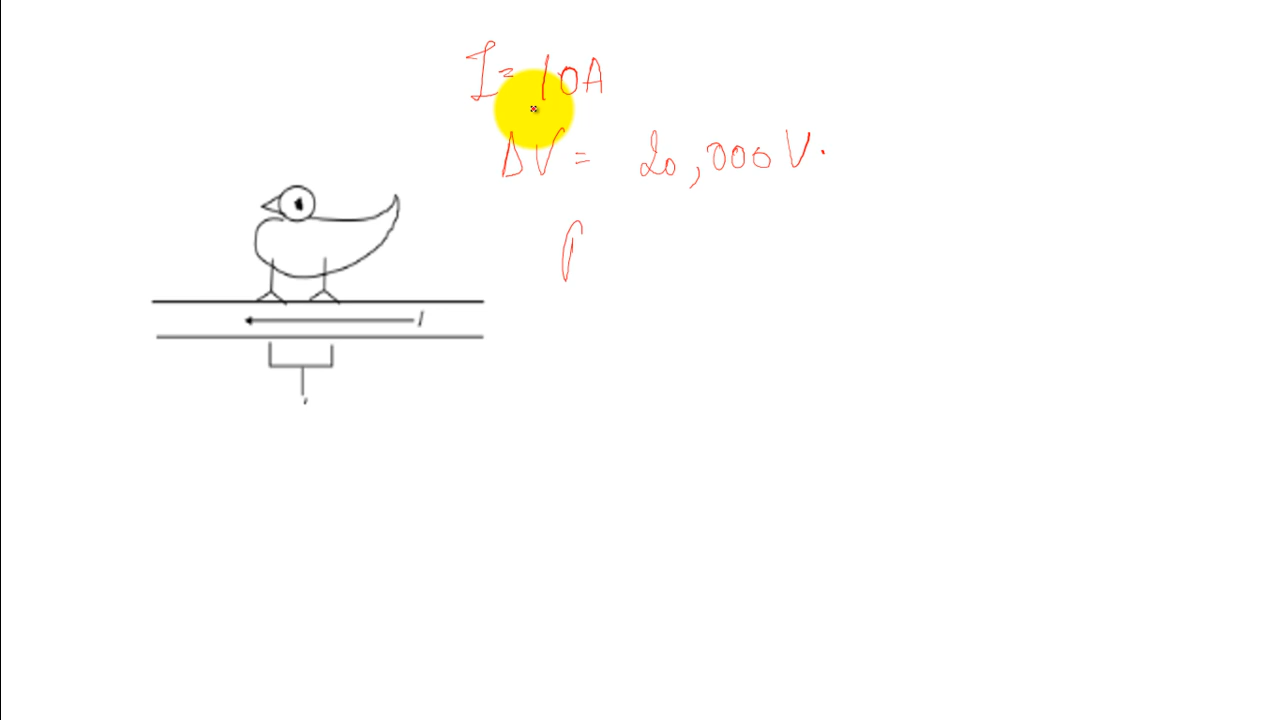 I = 10A
ΔV = 20,000 V.
I